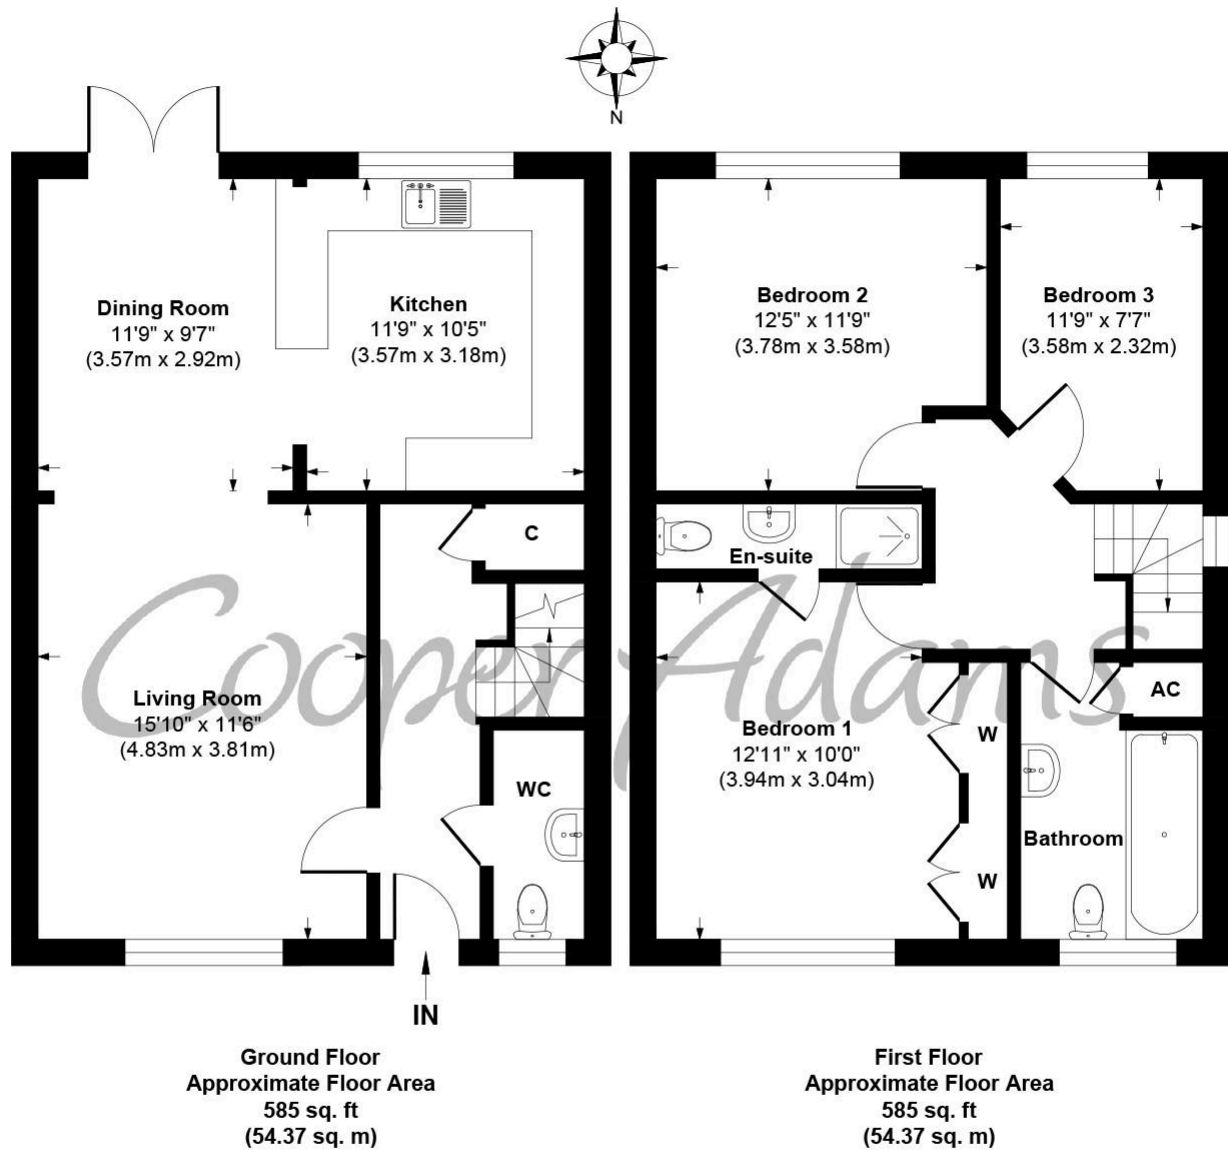 N
Dining Room
11'9" x 9'7"
(3.57m x 2.92m)
Kitchen
11'9" x 10'5"
(3.57m x 3.18m)
C
Living Room
15'10" x 11'6"
(4.83m x 3.81m)
WC
IN
Ground Floor
Approximate Floor Area
585 sq. ft
(54.37 sq. m)
Bedroom 2
12'5" x 11'9"
(3.78m x 3.58m)
Bedroom 3
11'9" x 7'7"
(3.58m x 2.32m)
En-suite
Bedroom 1
12'11" x 10'0"
(3.94m x 3.04m)
W
W
AC
Bathroom
First Floor
Approximate Floor Area
585 sq. ft
(54.37 sq. m)
Cooper Adams